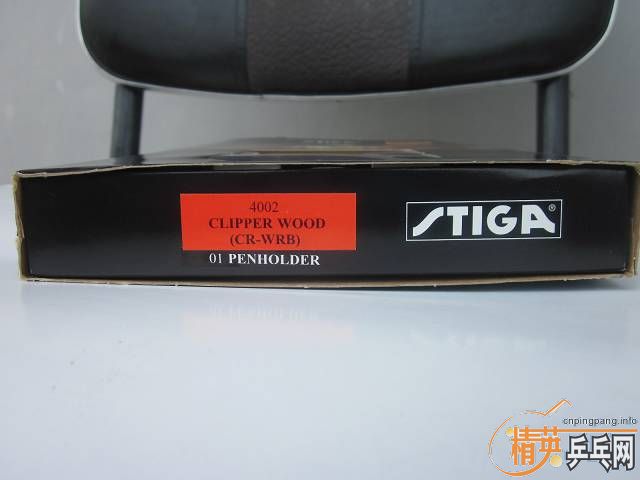 4002
CLIPPER WOOD
(CR-WRB)
01 PENHOLDER
STIGA®
cnpingpang.info
精英乒乓网